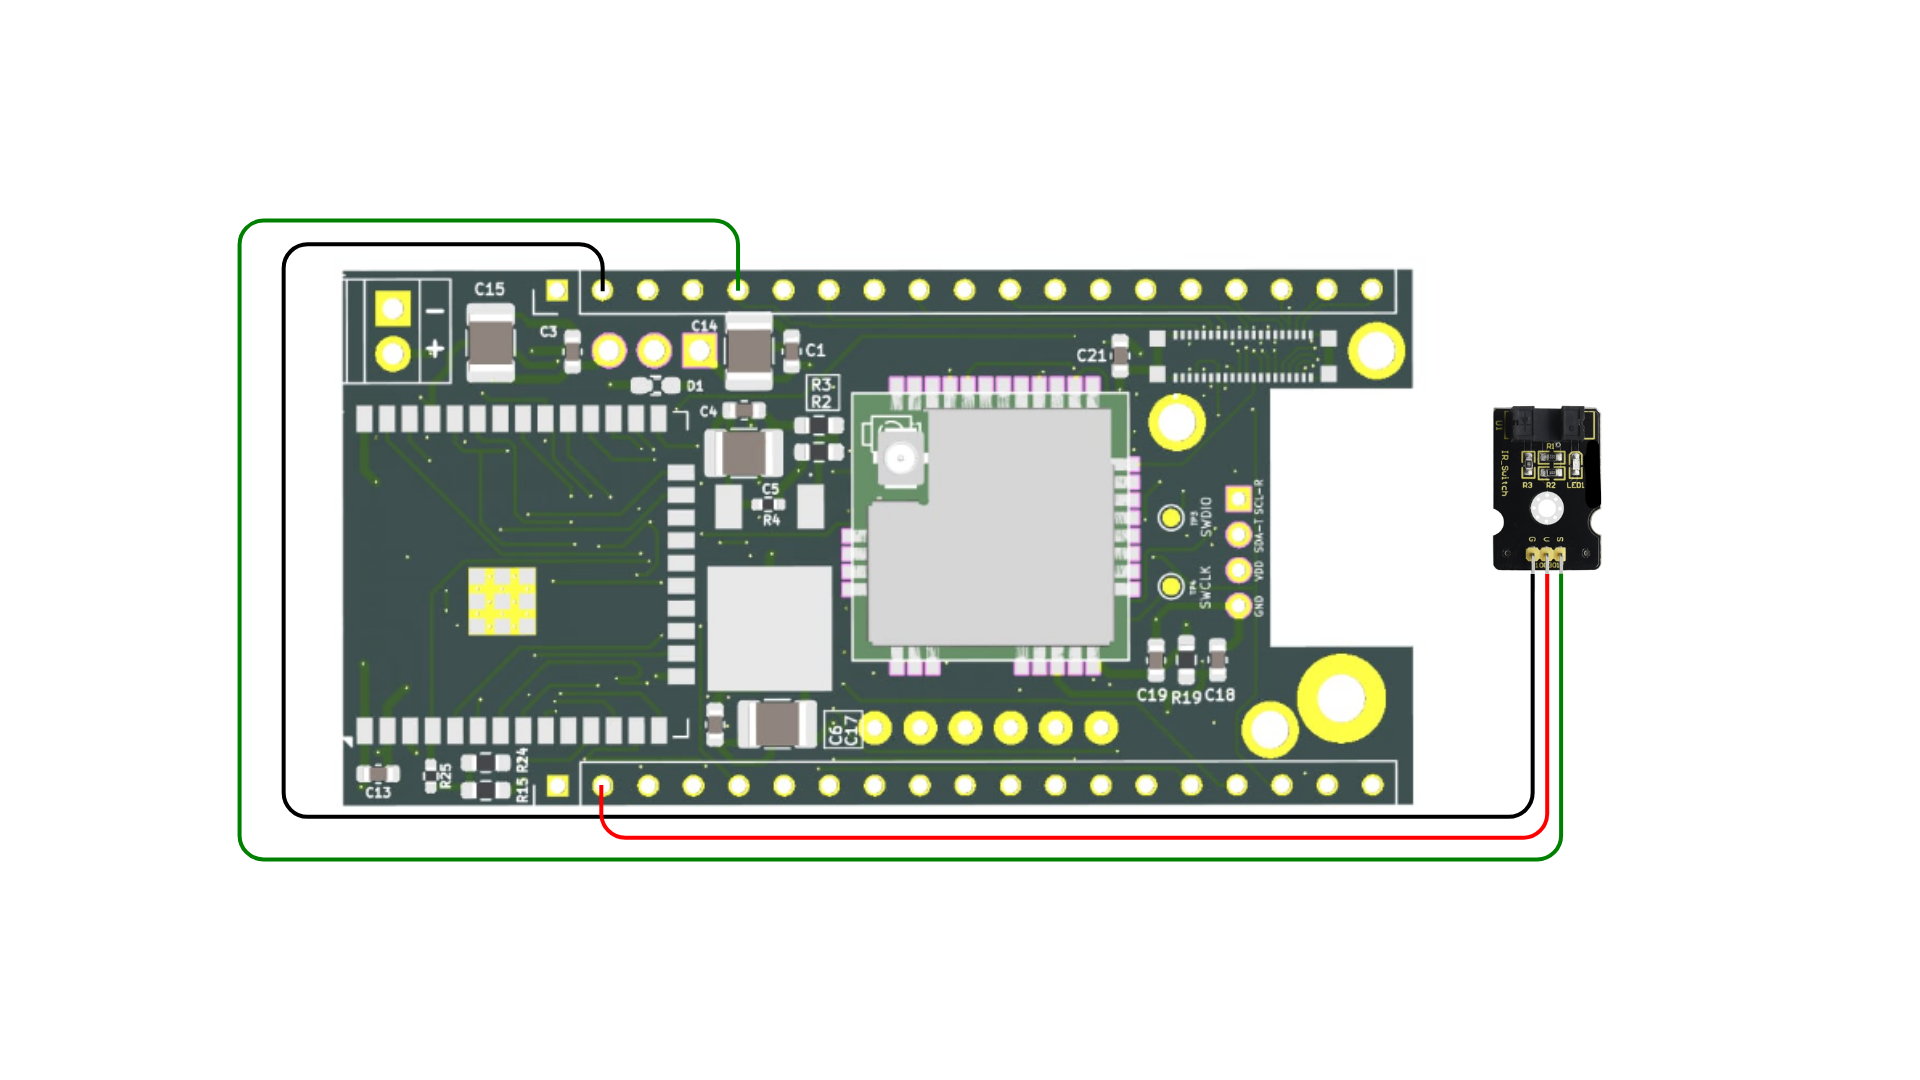 C15
−
+
C3
C14
C1
D1
R3
R2
C4
C5
R4
C21
SCL-R
SDA-T
VDD
GND
SWDIO
TP3
SWCLK
TP4
C19
R19
C18
C6
C17
C13
R25
R24
R15
U1
R1
IR_Switch
R3
R2
LED1
G
U
S